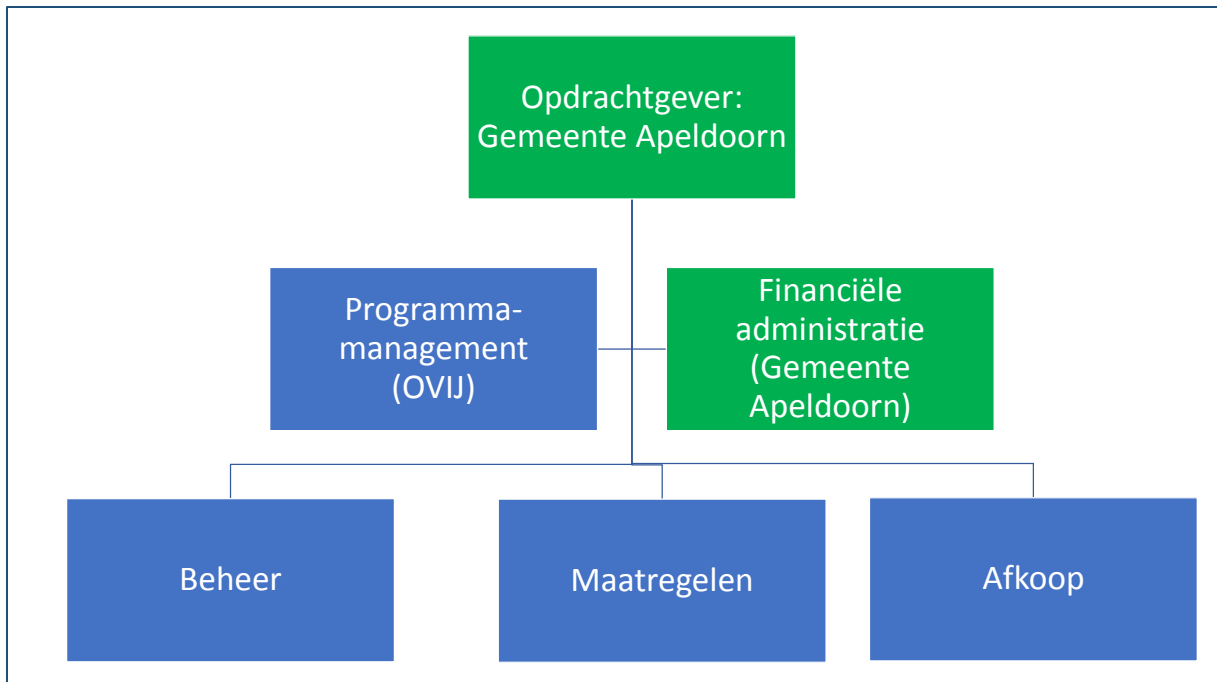 Opdrachtgever:
Gemeente Apeldoorn
Programma-
management
(OVIJ)
Financiële
administratie
(Gemeente
Apeldoorn)
Beheer
Maatregelen
Afkoop